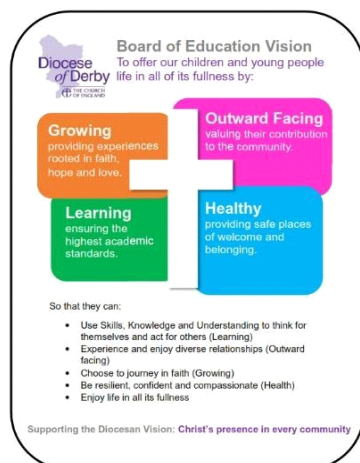 Diocese
of Derby
THE CHURCH
OF ENGLAND
Board of Education Vision
To offer our children and young people
life in all of its fullness by:
Growing
providing experiences
rooted in faith,
hope and love.
Outward Facing
valuing their contribution
to the community.
Learning
ensuring the
highest academic
standards.
Healthy
providing safe places
of welcome and
belonging.
So that they can:
• Use Skills, Knowledge and Understanding to think for
themselves and act for others (Learning)
• Experience and enjoy diverse relationships (Outward
facing)
• Choose to journey in faith (Growing)
• Be resilient, confident and compassionate (Health)
• Enjoy life in all its fullness
Supporting the Diocesan Vision: Christ's presence in every community